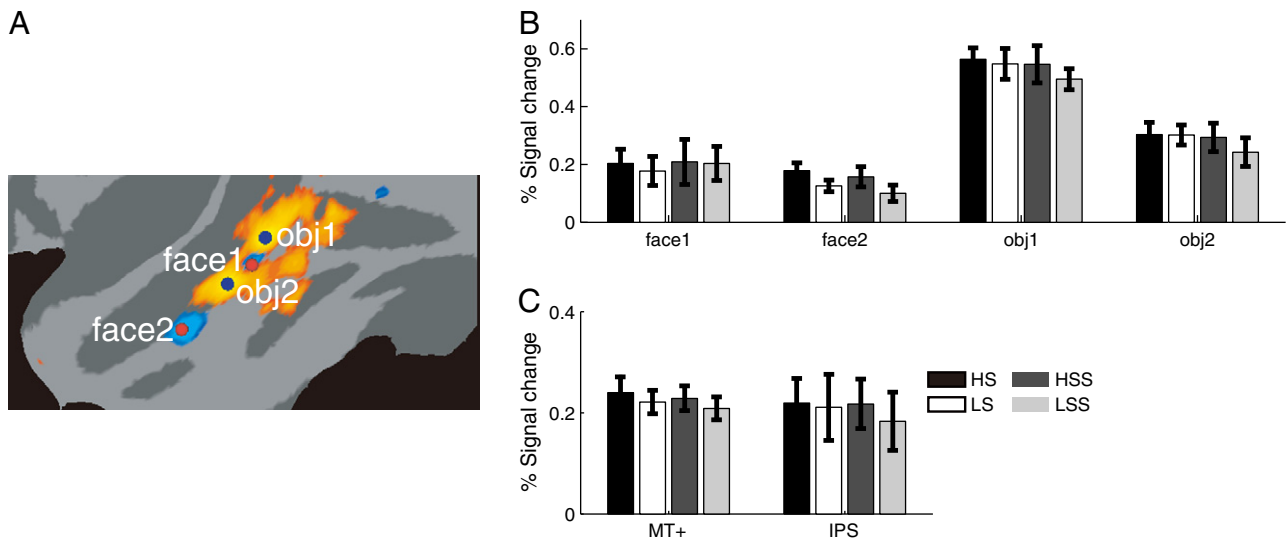 A
obj1
face1
obj2
face2
B
% Signal change
0.6
0.4
0.2
0
face1 face2 obj1 obj2
C
% Signal change
0.4
0.2
0
MT+ IPS
HS HSS
LS LSS